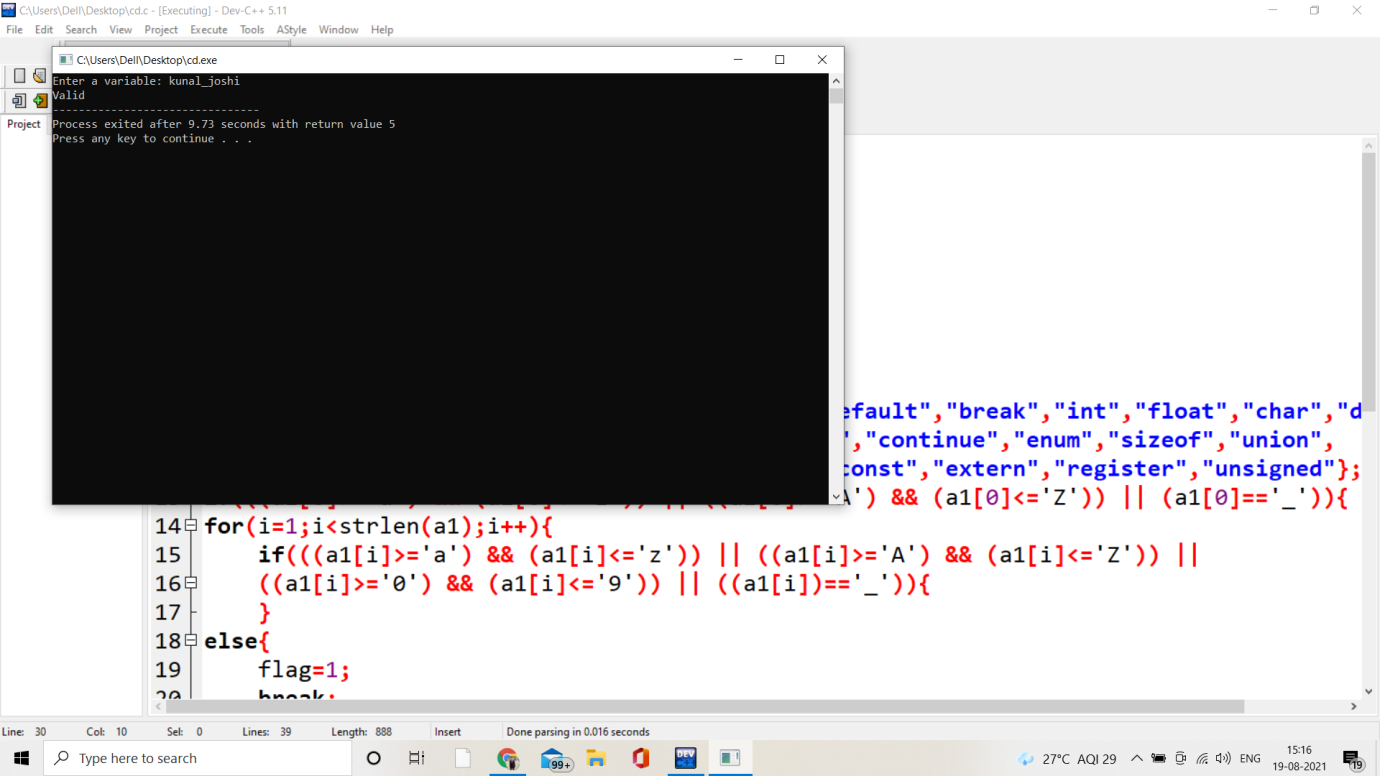 C:\Users\Dell\Desktop\cd.c - [Executing] - Dev-C++ 5.11
File Edit Search View Project Execute Tools AStyle Window Help
C:\Users\Dell\Desktop\cd.exe
Enter a variable: kunal_joshi
Valid
--------------------------------
Process exited after 9.73 seconds with return value 5
Press any key to continue . . .
Project
efault","break","int","float","char","d
","continue","enum","sizeof","union",
const","extern","register","unsigned"};
A') && (a1[0]<='Z')) || (a1[0]=='_')){
14 for(i=1;i<strlen(a1);i++){
15 if(((a1[i]>='a') && (a1[i]<='z')) || ((a1[i]>='A') && (a1[i]<='Z')) ||
16 ((a1[i]>='0') && (a1[i]<='9')) || ((a1[i])=='_')){
17 }
18 else{
19 flag=1;
20 break;
Line: 30 Col: 10 Sel: 0 Lines: 39 Length: 888 Insert Done parsing in 0.016 seconds
Type here to search
99+
DEV
27°C AQI 29
ENG
15:16
19-08-2021
19